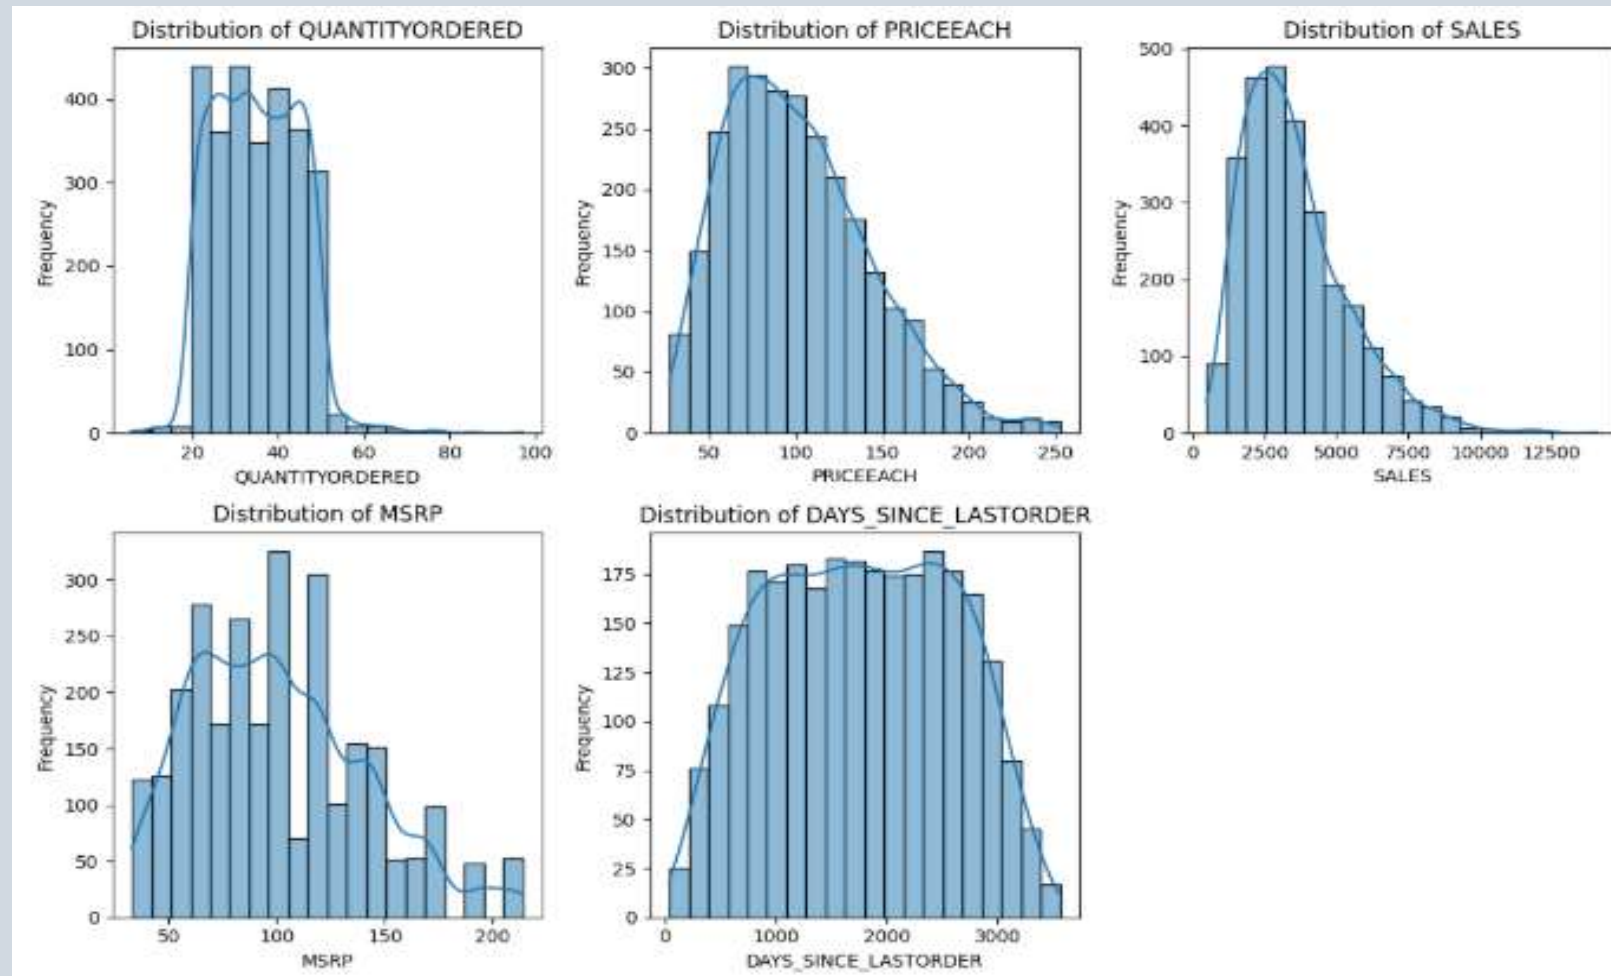 Distribution of QUANTITYORDERED
400
300
200
100
0
Frequency
20 40 60 80 100
QUANTITYORDERED
Distribution of PRICEEACH
300
250
200
150
100
50
0
Frequency
50 100 150 200 250
PRICEEACH
Distribution of SALES
500
400
300
200
100
0
Frequency
0 2500 5000 7500 10000 12500
SALES
Distribution of MSRP
300
250
200
150
100
50
0
Frequency
50 100 150 200
MSRP
Distribution of DAYS_SINCE_LASTORDER
175
150
125
100
75
50
25
0
Frequency
0 1000 2000 3000
DAYS_SINCE_LASTORDER